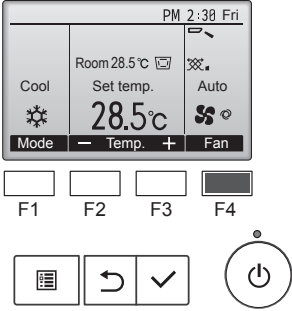 PM 2:30 Fri
Room 28.5℃
Cool Set temp. Auto
28.5℃
Mode − Temp. + Fan
F1 F2 F3 F4